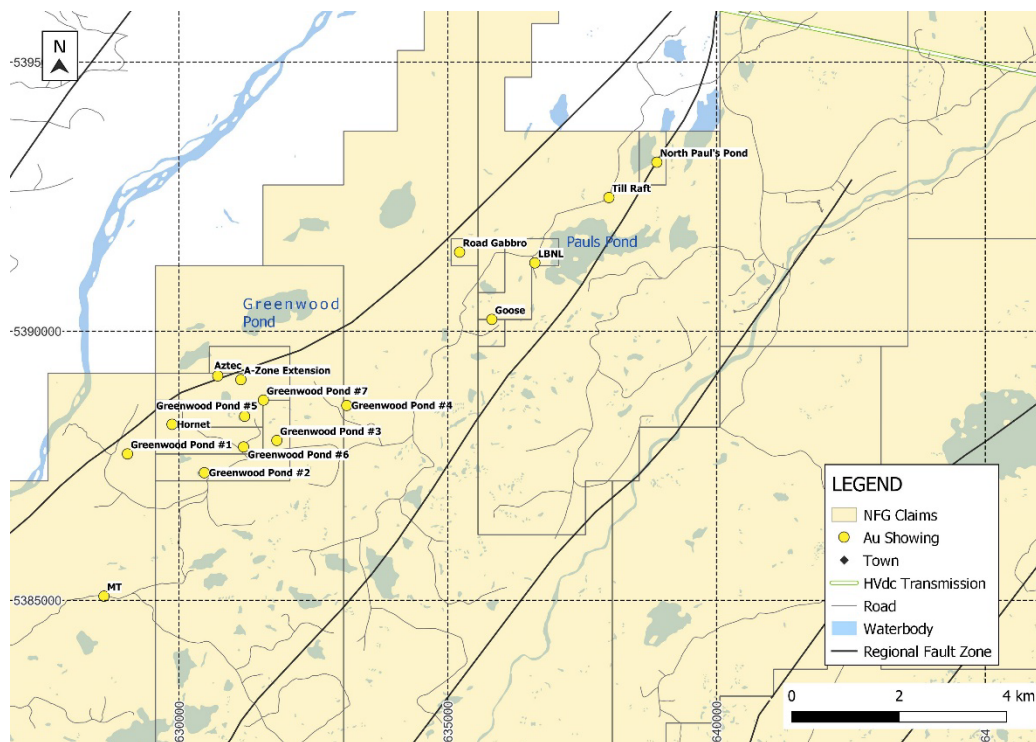 N
5395
North Paul's Pond
Till Raft
Road Gabbro
Pauls Pond
LBNL
Greenwood
Pond
Goose
5390000
Aztec
A-Zone Extension
Greenwood Pond #7
Greenwood Pond #5
Greenwood Pond #4
Hornet
Greenwood Pond #3
Greenwood Pond #1
Greenwood Pond #6
Greenwood Pond #2
MT
5385000
630000
635000
640000
64
LEGEND
NFG Claims
Au Showing
Town
HVdc Transmission
Road
Waterbody
Regional Fault Zone
0 2 4 km